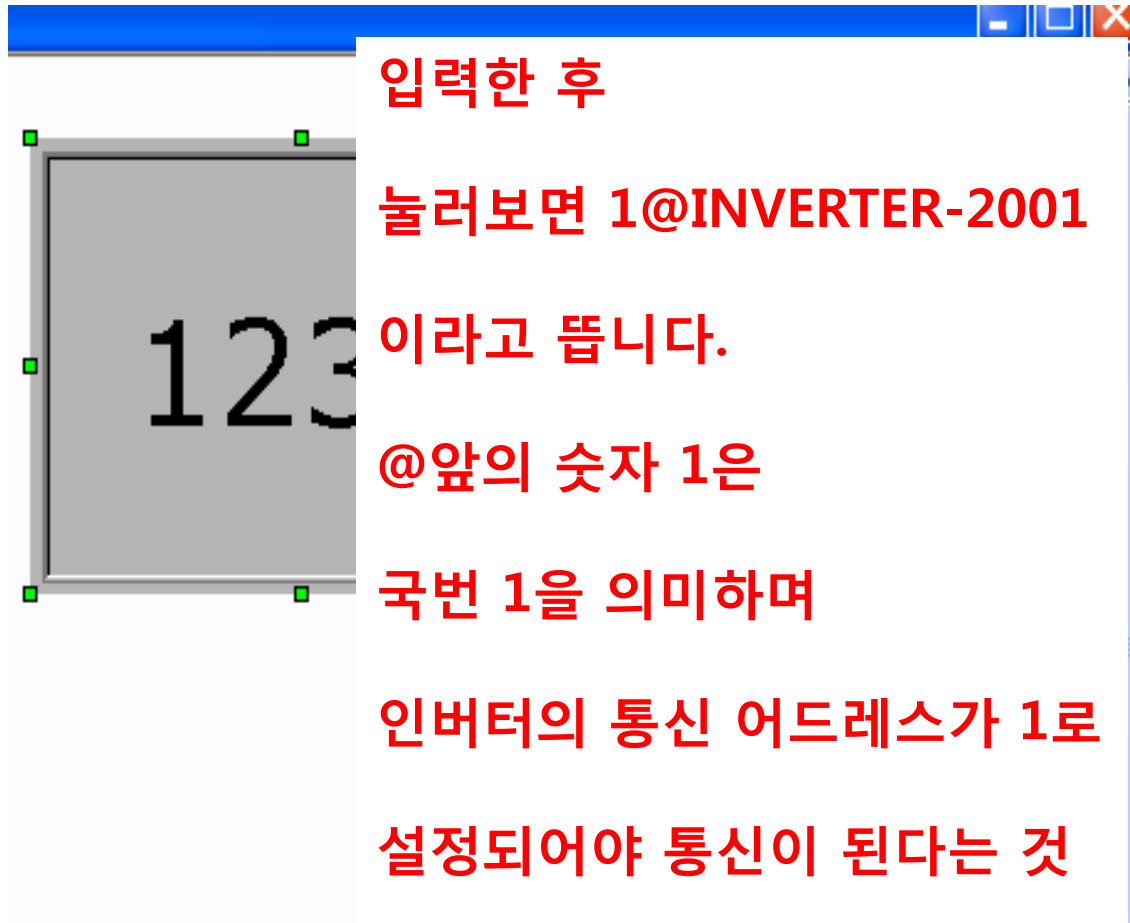 입력한 후
눌러보면 1@INVERTER-2001
이라고 뜹니다.
123
@앞의 숫자 1은
국번 1을 의미하며
인버터의 통신 어드레스가 1로
설정되어야 통신이 된다는 것